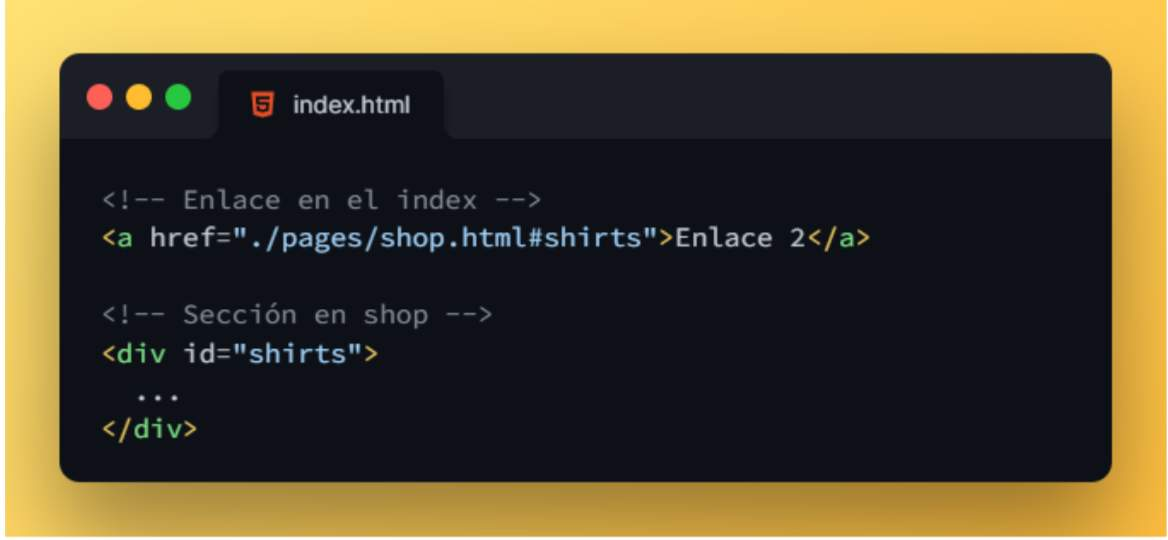 index.html
<!-- Enlace en el index -->
<a href="./pages/shop.html#shirts">Enlace 2</a>
<!-- Sección en shop -->
<div id="shirts">
...
</div>